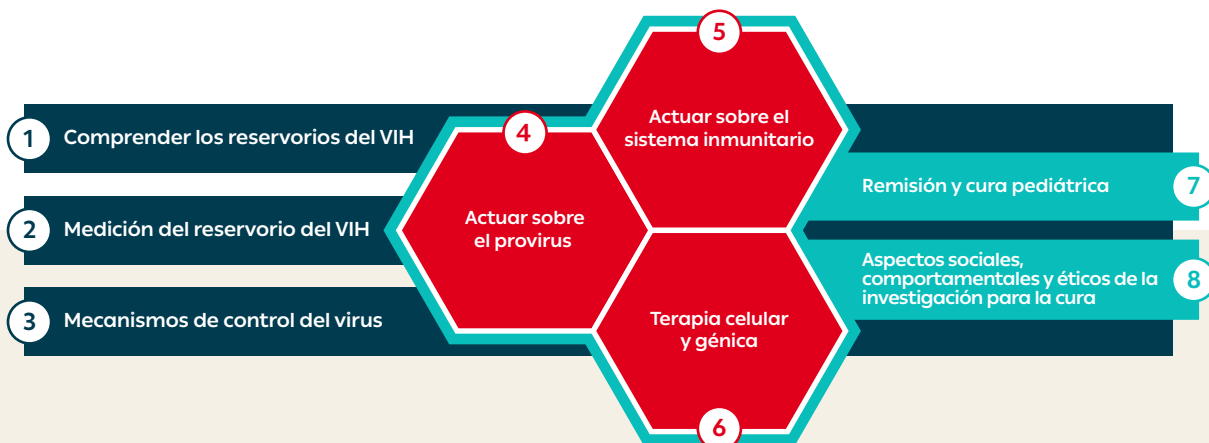 1
Comprender los reservorios del VIH
2
Medición del reservorio del VIH
3
Mecanismos de control del virus
4
Actuar sobre
el provirus
5
Actuar sobre el
sistema inmunitario
6
Terapia celular
y génica
Remisión y cura pediátrica
7
Aspectos sociales,
comportamentales y éticos de la
investigación para la cura
8